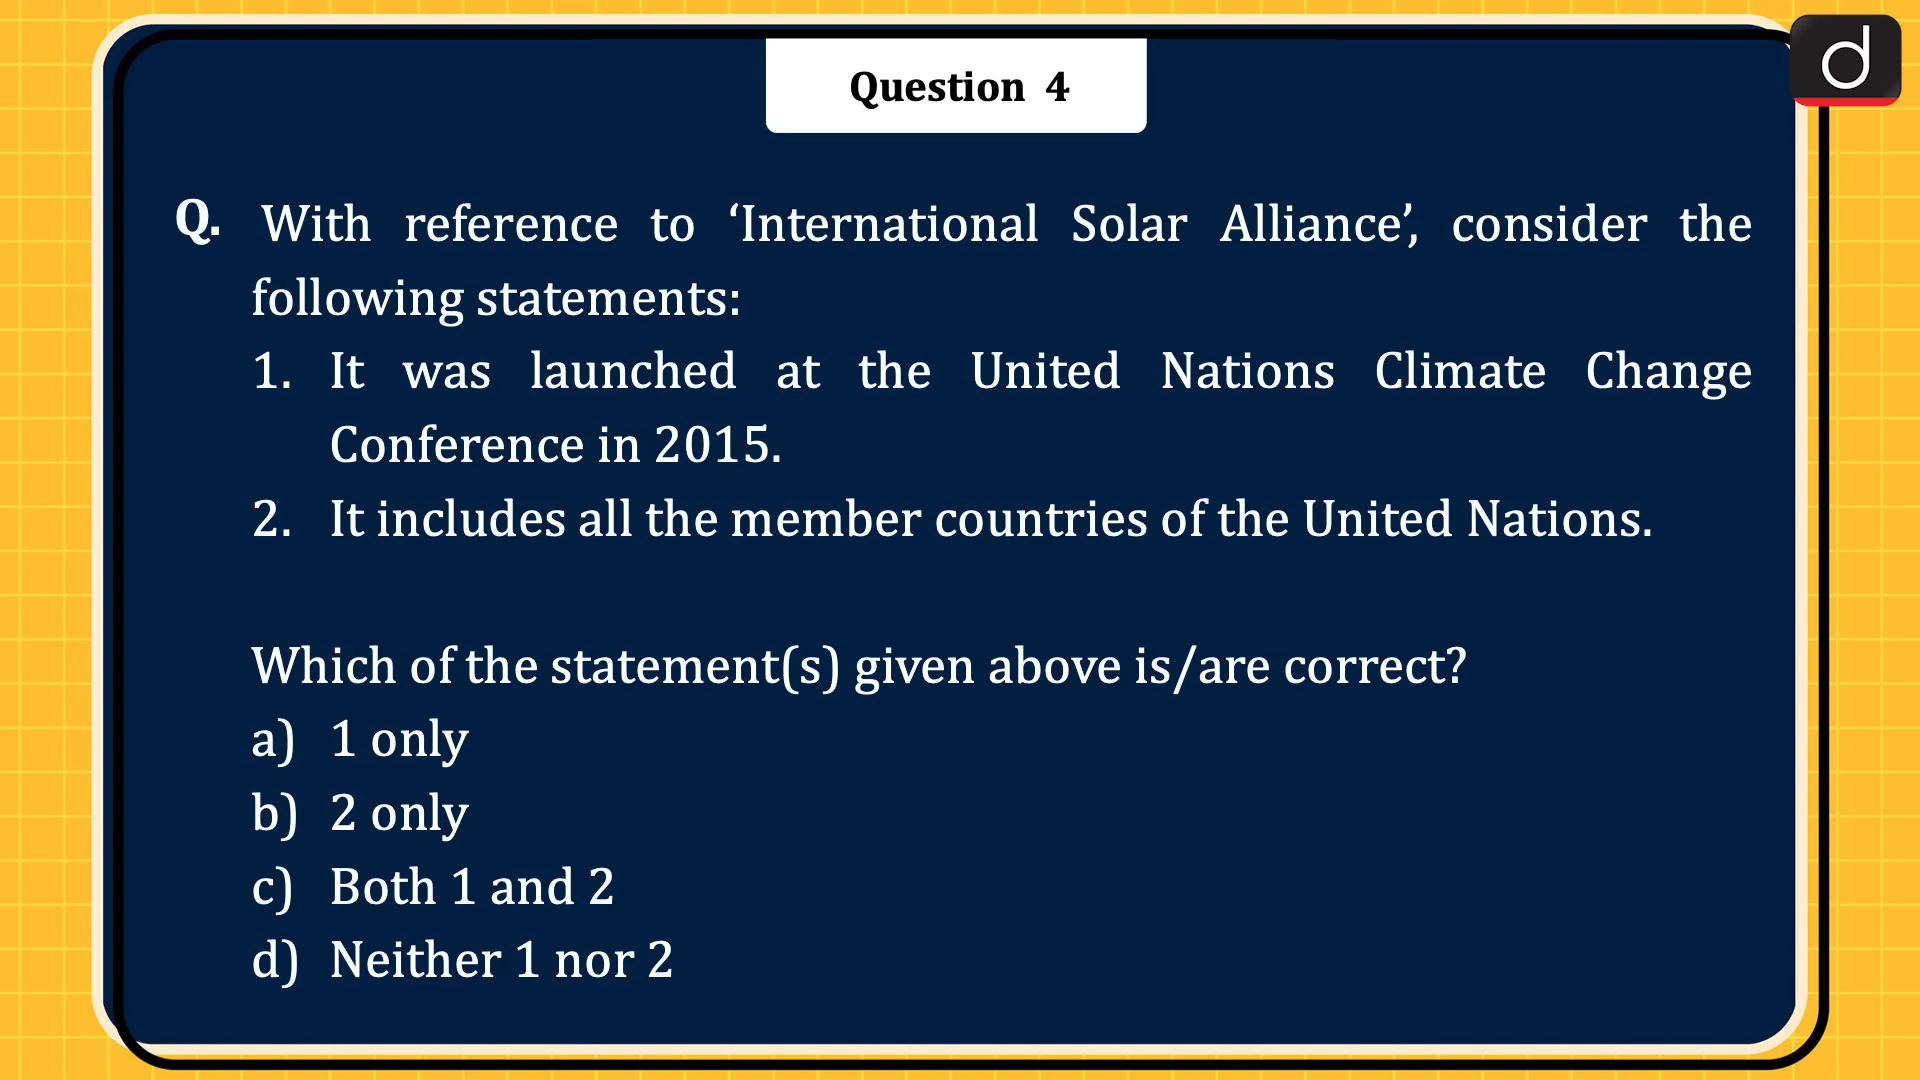 Question 4
d
Q. With reference to ‘International Solar Alliance’, consider the
following statements:
1. It was launched at the United Nations Climate Change
Conference in 2015.
2. It includes all the member countries of the United Nations.
Which of the statement(s) given above is/are correct?
a) 1 only
b) 2 only
c) Both 1 and 2
d) Neither 1 nor 2